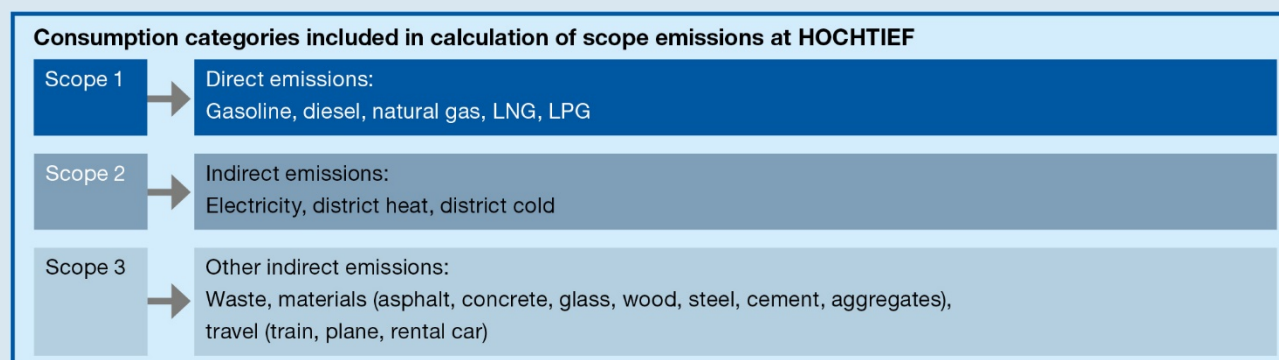 Consumption categories included in calculation of scope emissions at HOCHTIEF
Scope 1
Direct emissions:
Gasoline, diesel, natural gas, LNG, LPG
Scope 2
Indirect emissions:
Electricity, district heat, district cold
Scope 3
Other indirect emissions:
Waste, materials (asphalt, concrete, glass, wood, steel, cement, aggregates),
travel (train, plane, rental car)